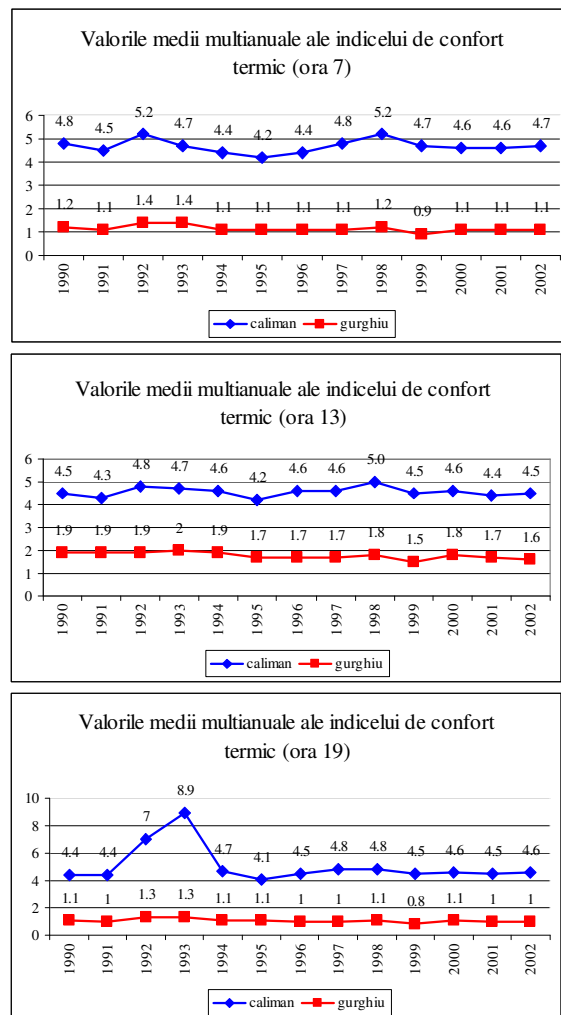 Valorile medii multianuale ale indicelui de confort
termic (ora 7)
6
5
4
3
2
1
0
4.8 4.5 5.2 4.7 4.4 4.2 4.4 4.8 5.2 4.7 4.6 4.6 4.7
1.2 1.1 1.4 1.4 1.1 1.1 1.1 1.1 1.2 0.9 1.1 1.1 1.1
1990 1991 1992 1993 1994 1995 1996 1997 1998 1999 2000 2001 2002
caliman gurghiu
Valorile medii multianuale ale indicelui de confort
termic (ora 13)
6
5
4
3
2
1
0
4.5 4.3 4.8 4.7 4.6 4.2 4.6 4.6 5.0 4.5 4.6 4.4 4.5
1.9 1.9 1.9 2 1.9 1.7 1.7 1.7 1.8 1.5 1.8 1.7 1.6
1990 1991 1992 1993 1994 1995 1996 1997 1998 1999 2000 2001 2002
caliman gurghiu
Valorile medii multianuale ale indicelui de confort
termic (ora 19)
10
8
6
4
2
0
4.4 4.4 7 8.9 4.7 4.1 4.5 4.8 4.8 4.5 4.6 4.5 4.6
1.1 1 1.3 1.3 1.1 1.1 1 1 1.1 0.8 1.1 1 1
1990 1991 1992 1993 1994 1995 1996 1997 1998 1999 2000 2001 2002
caliman gurghiu